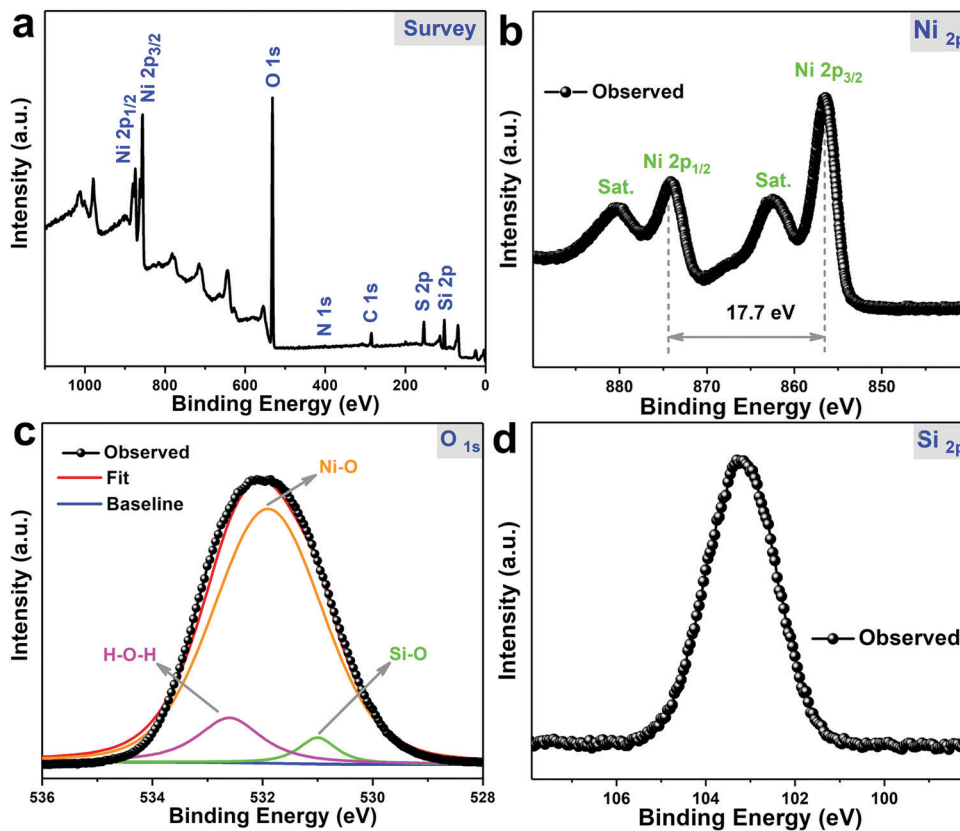 a
Survey
Ni 2p1/2
Ni 2p3/2
O 1s
N 1s
C 1s
S 2p
Si 2p
Intensity (a.u.)
1000 800 600 400 200 0
Binding Energy (eV)
b
Ni 2p
Observed
Sat.
Ni 2p1/2
Sat.
Ni 2p3/2
17.7 eV
Intensity (a.u.)
880 870 860 850
Binding Energy (eV)
c
O 1s
Observed
Fit
Baseline
Ni-O
H-O-H
Si-O
Intensity (a.u.)
536 534 532 530 528
Binding Energy (eV)
d
Si 2p
Observed
Intensity (a.u.)
106 104 102 100
Binding Energy (eV)